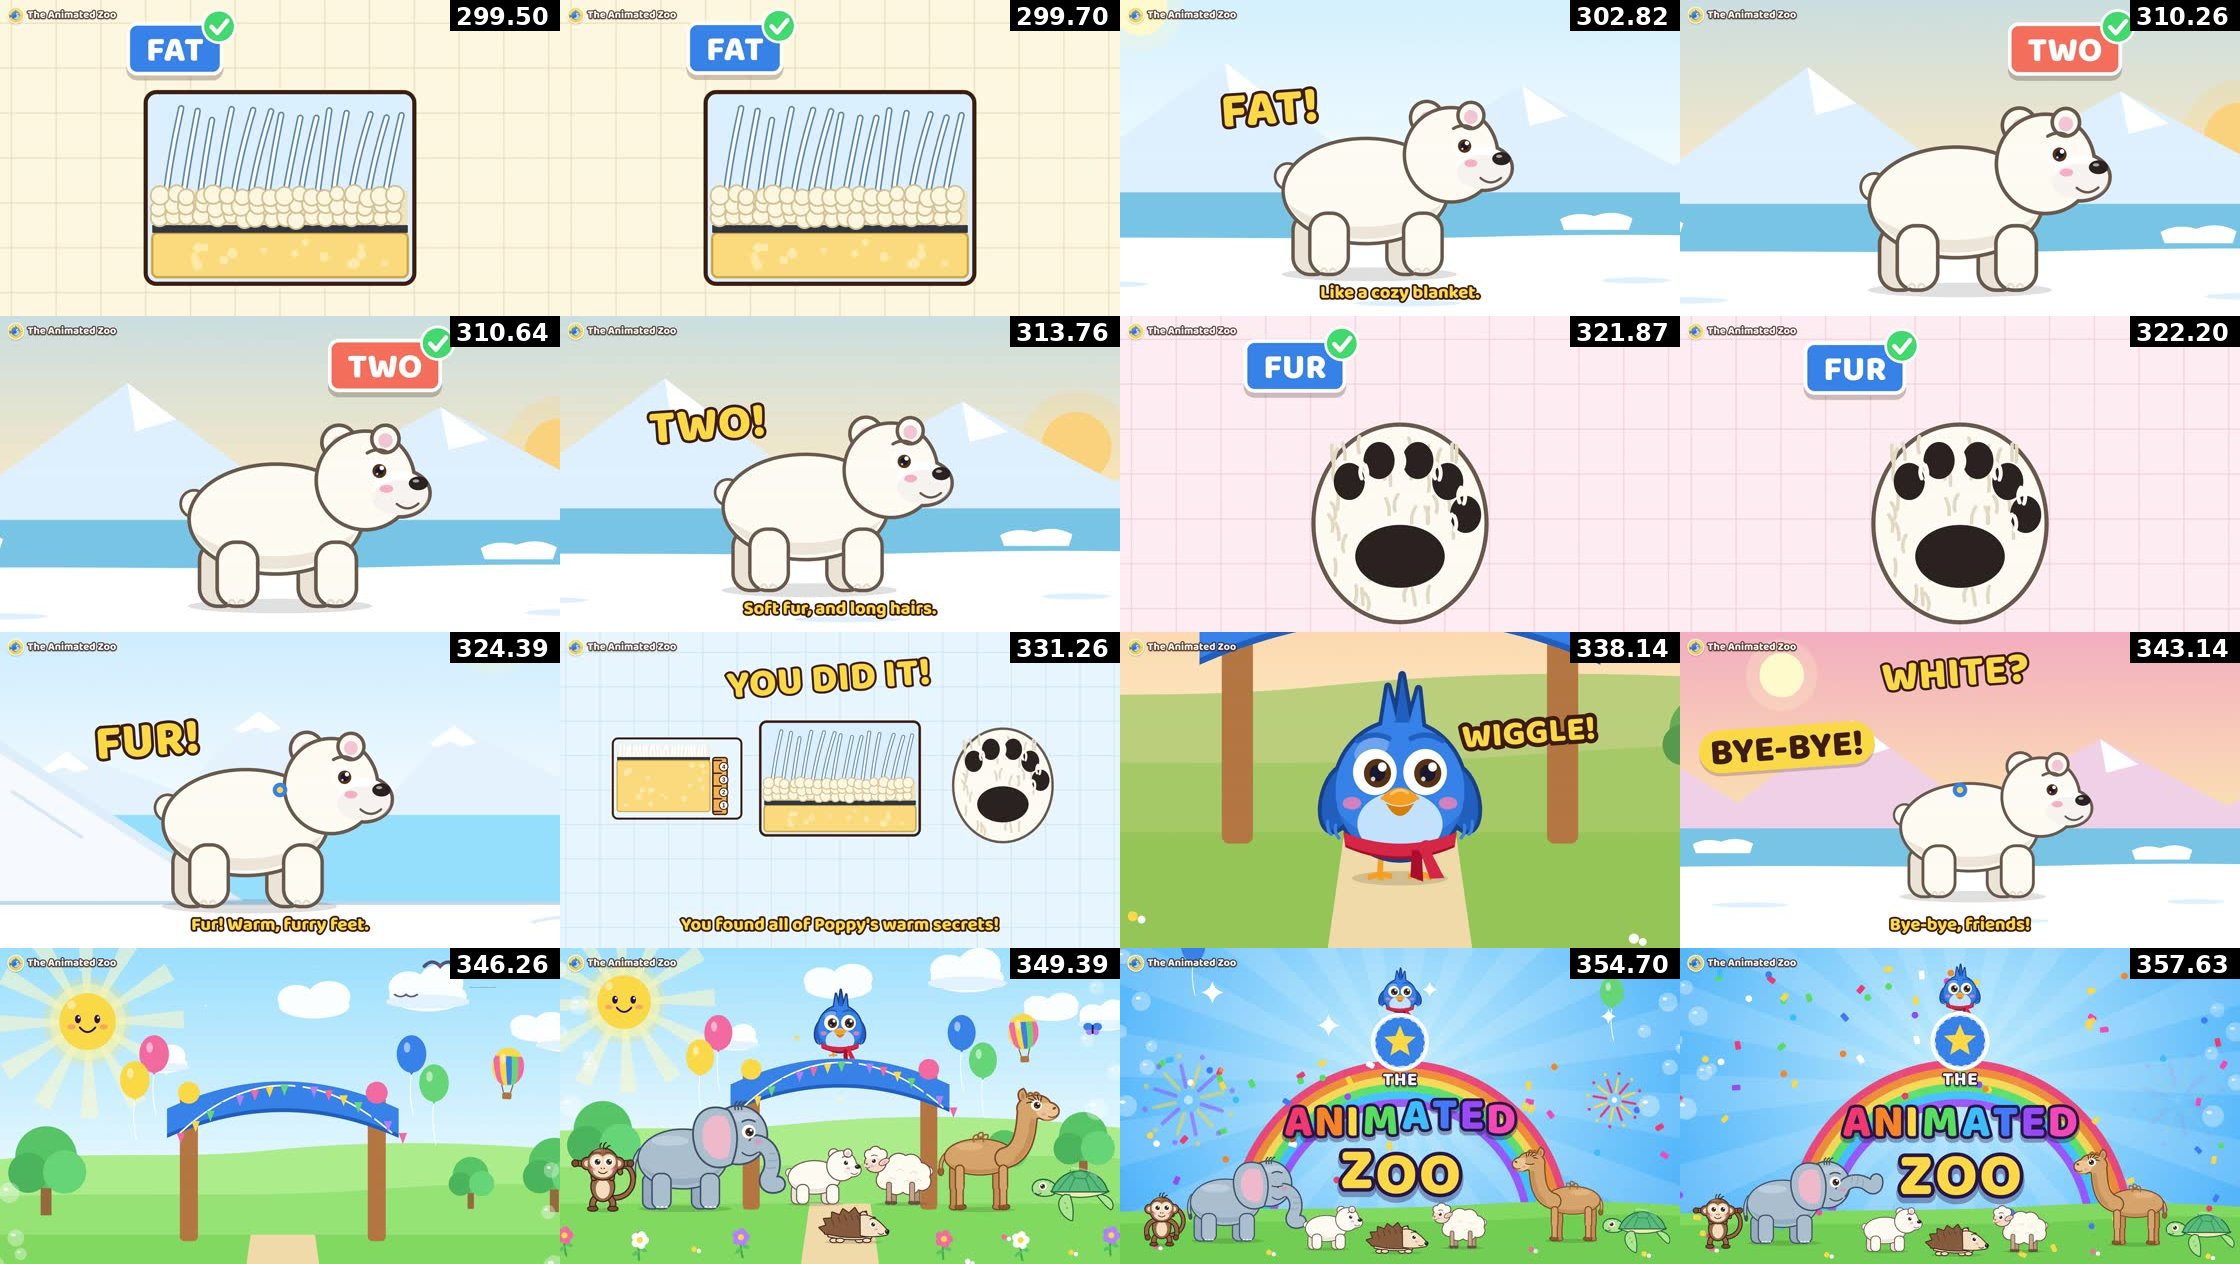 The Animated Zoo
299.50
FAT
The Animated Zoo
299.70
FAT
The Animated Zoo
302.82
FAT!
Like a cozy blanket.
The Animated Zoo
310.26
TWO
The Animated Zoo
310.64
TWO
The Animated Zoo
313.76
TWO!
Soft fur, and long hairs.
The Animated Zoo
321.87
FUR
The Animated Zoo
322.20
FUR
The Animated Zoo
324.39
FUR!
Fur! Warm, furry feet.
The Animated Zoo
331.26
YOU DID IT!
4
3
2
1
You found all of Poppy's warm secrets!
The Animated Zoo
338.14
WIGGLE!
The Animated Zoo
343.14
WHITE?
BYE-BYE!
Bye-bye, friends!
The Animated Zoo
346.26
The Animated Zoo
349.39
The Animated Zoo
354.70
THE
ANIMATED
ZOO
The Animated Zoo
357.63
THE
ANIMATED
ZOO